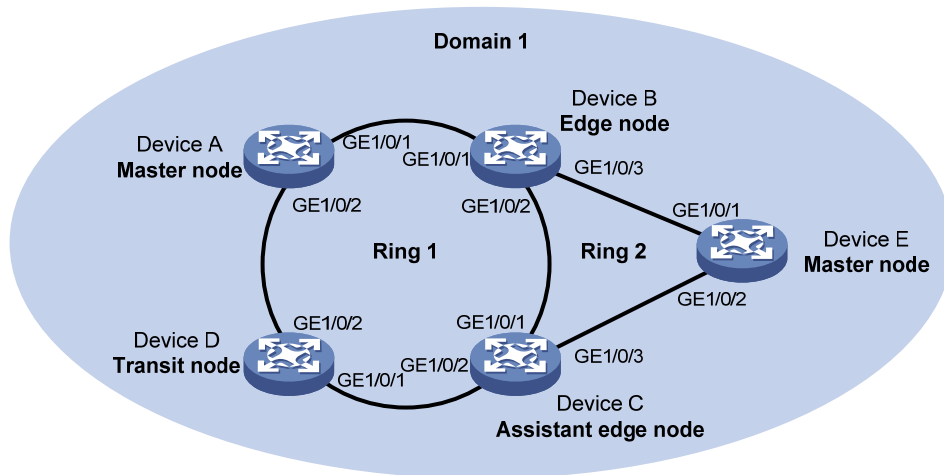 Domain 1
Device A
Master node
GE1/0/1
GE1/0/2
Device B
Edge node
GE1/0/1
GE1/0/2
GE1/0/3
Ring 1
Ring 2
GE1/0/1
GE1/0/2
Device E
Master node
Device D
Transit node
GE1/0/2
GE1/0/1
GE1/0/1
GE1/0/2
GE1/0/3
Device C
Assistant edge node